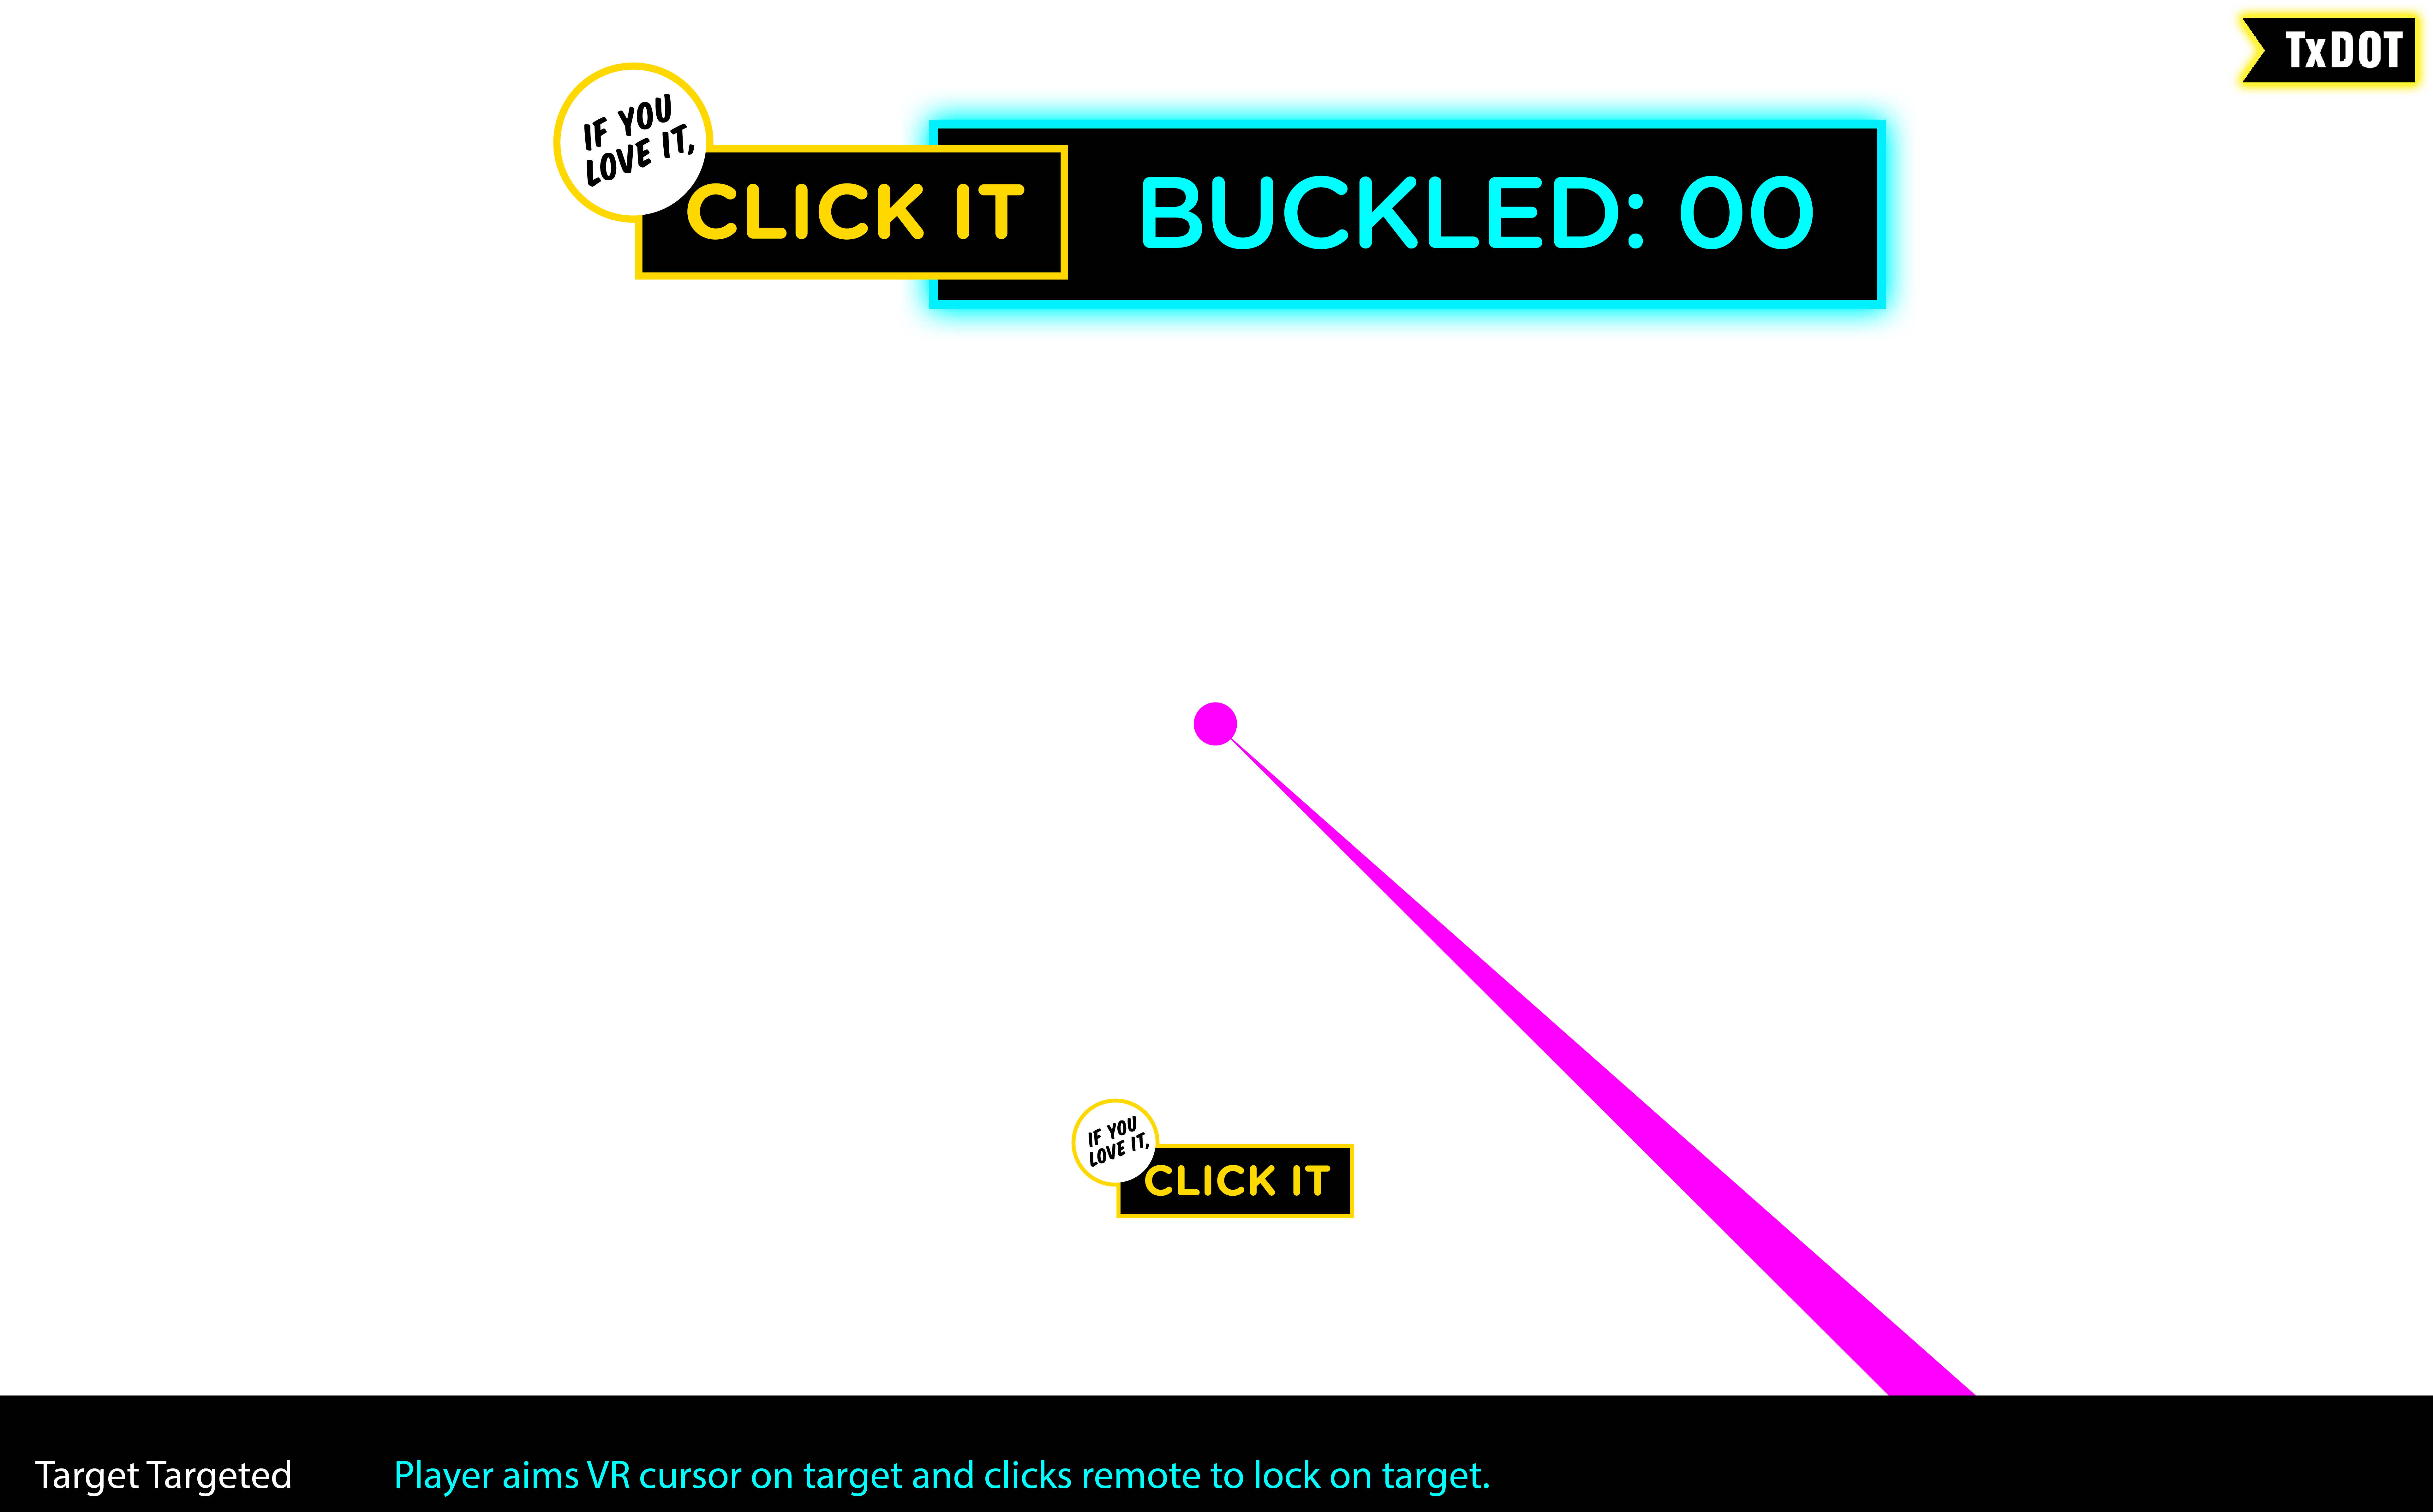 TxDOT
IF YOU
LOVE IT,
CLICK IT
BUCKLED: 00
IF YOU
LOVE IT,
CLICK IT
Target Targeted
Player aims VR cursor on target and clicks remote to lock on target.